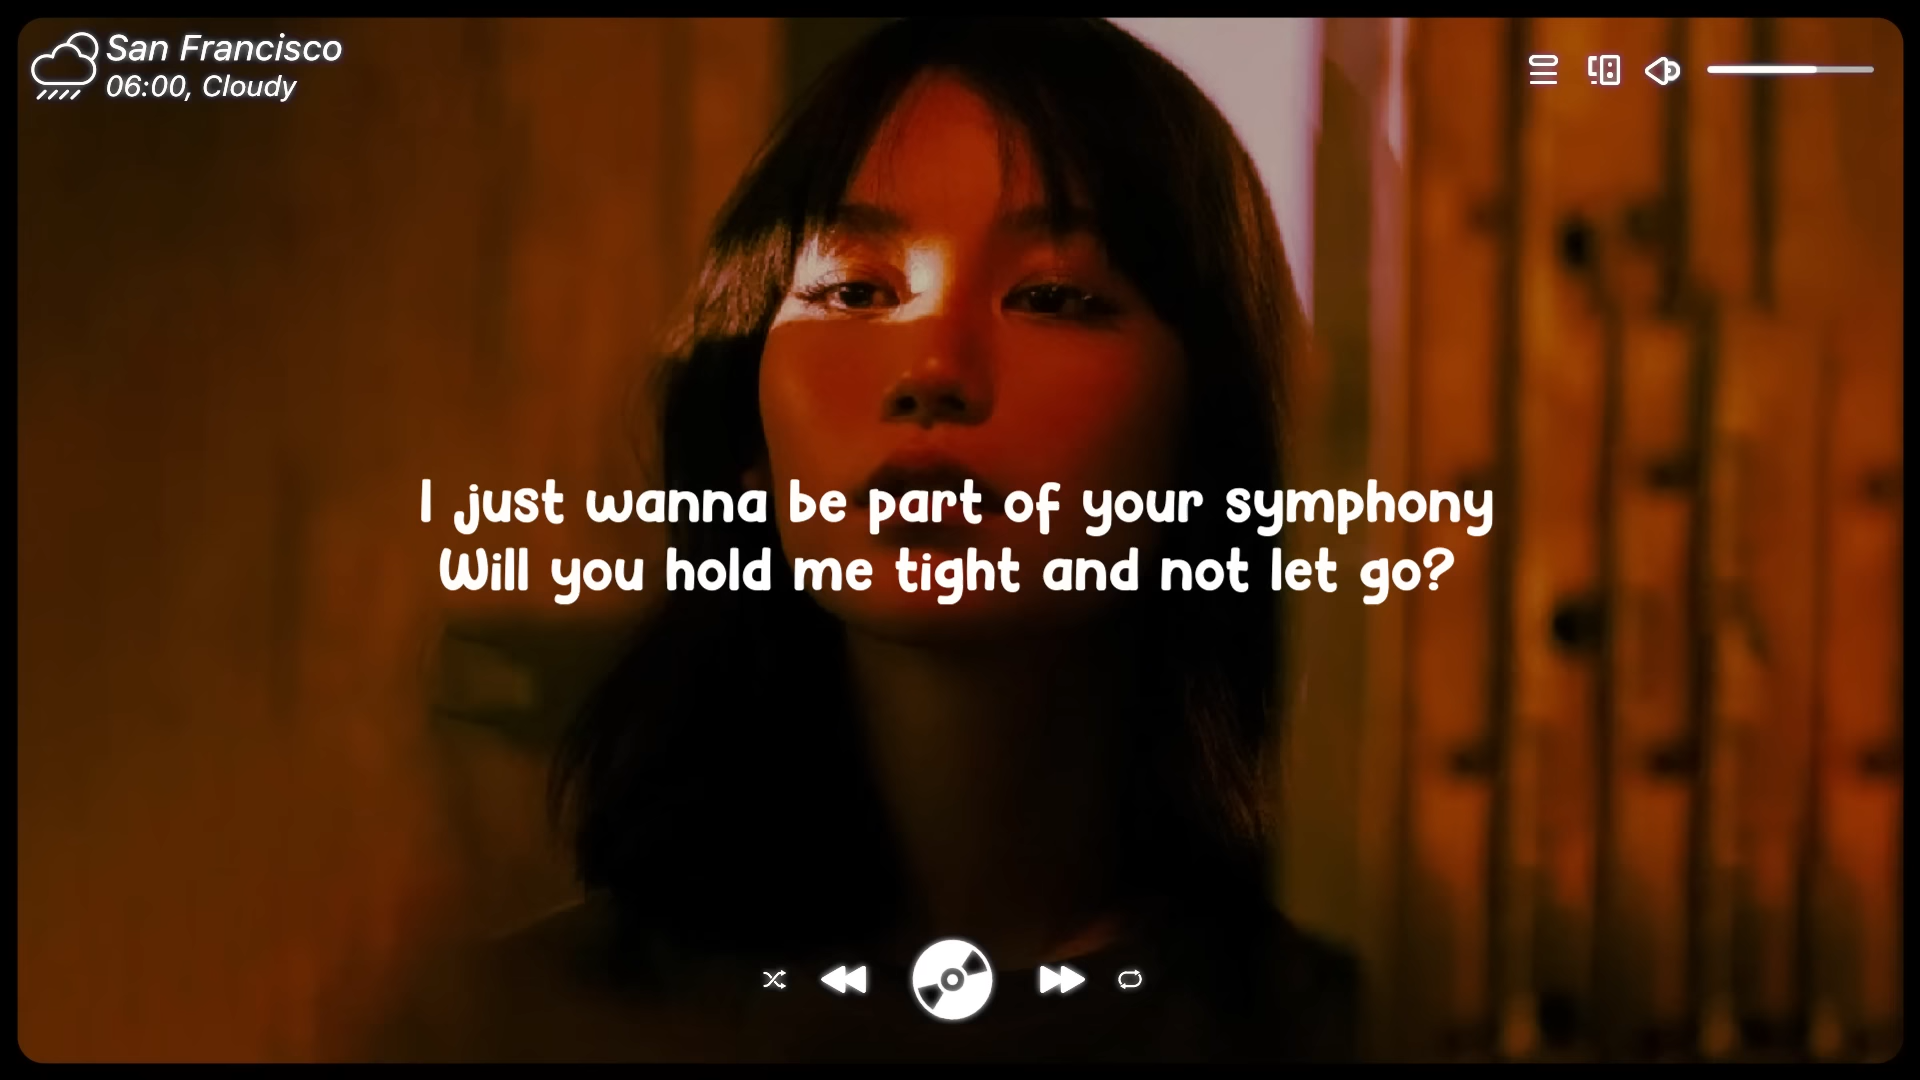 San Francisco
06:00, Cloudy
I just wanna be part of your symphony
Will you hold me tight and not let go?